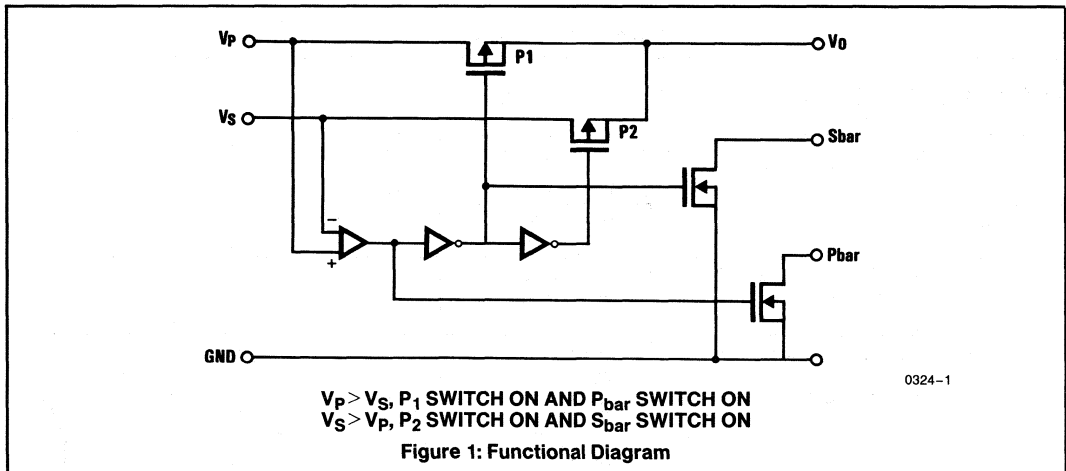 VP
P1
VO
VS
P2
Sbar
−
+
Pbar
GND
0324–1
VP > VS, P1 SWITCH ON AND Pbar SWITCH ON
VS > VP, P2 SWITCH ON AND Sbar SWITCH ON
Figure 1: Functional Diagram